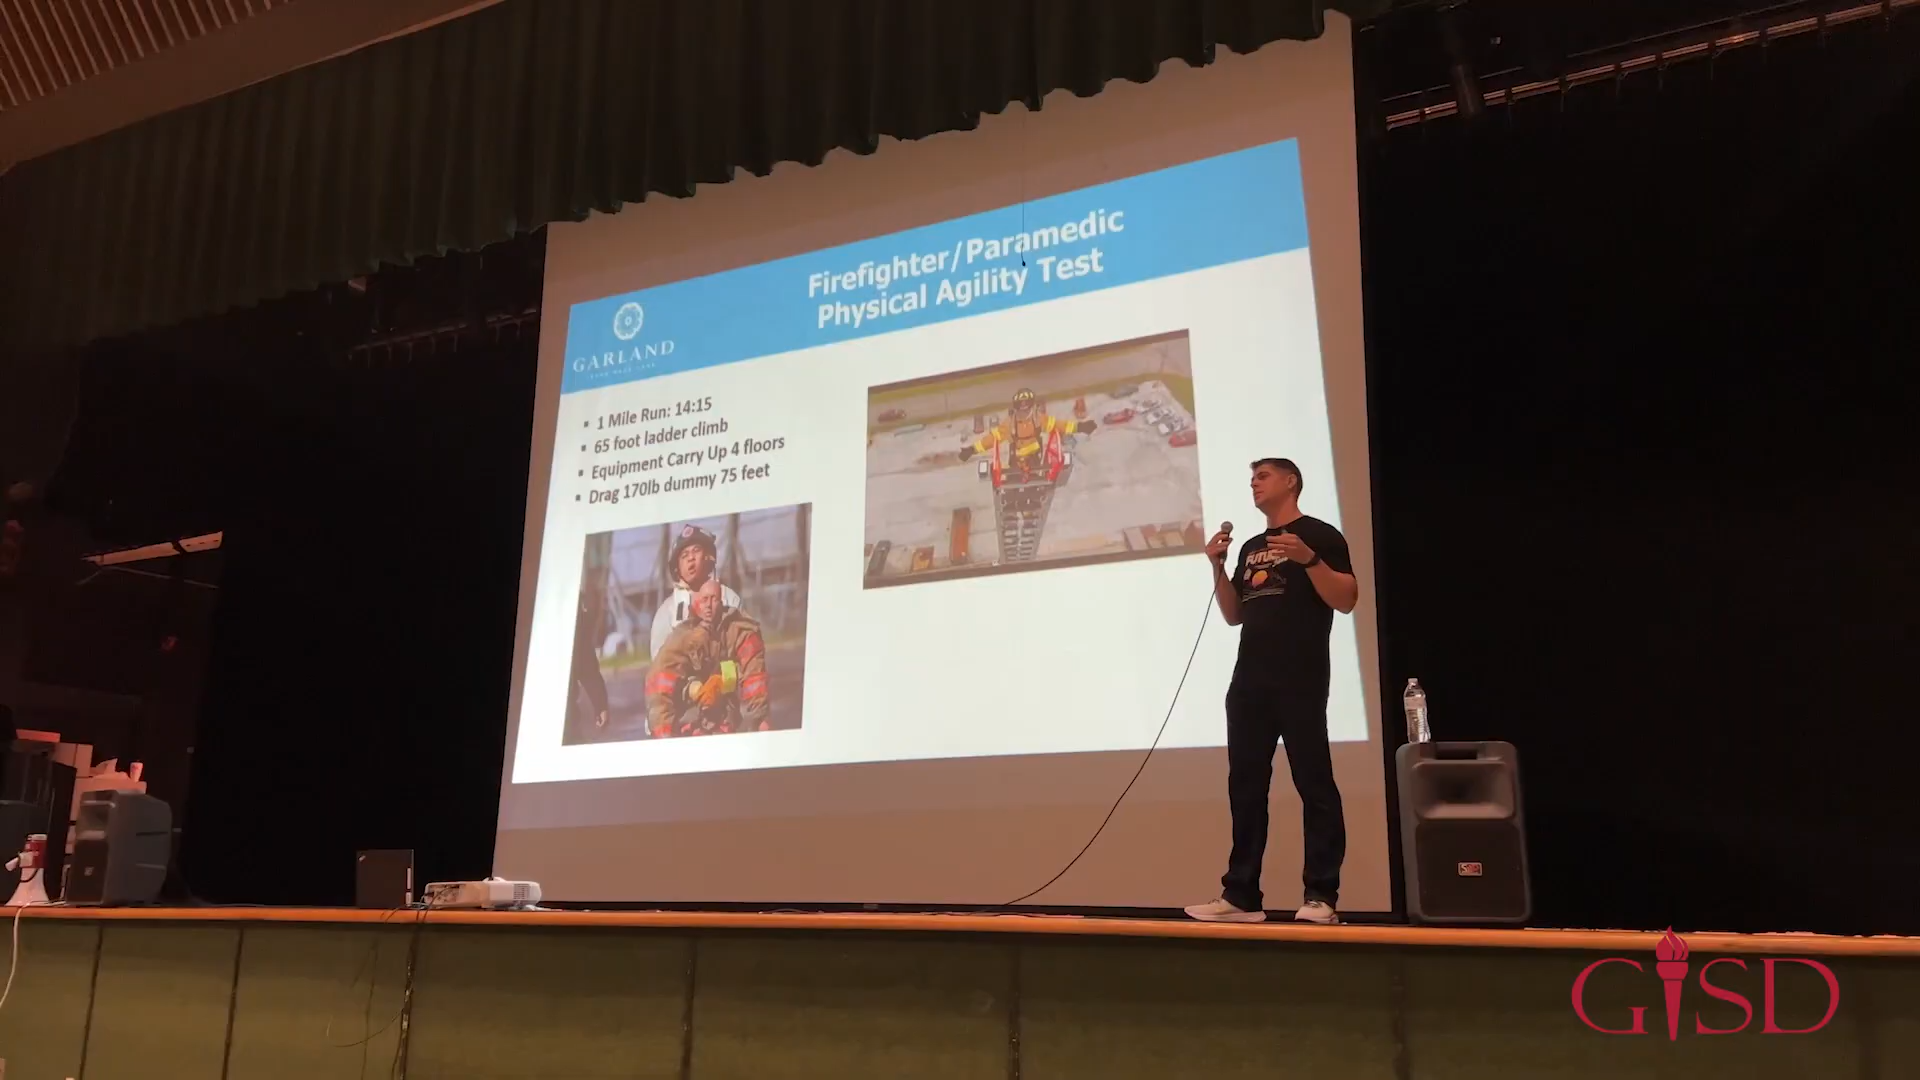 Firefighter/Paramedic
Physical Agility Test
GARLAND
▪ 1 Mile Run: 14:15
▪ 65 foot ladder climb
▪ Equipment Carry Up 4 floors
▪ Drag 170lb dummy 75 feet
GISD